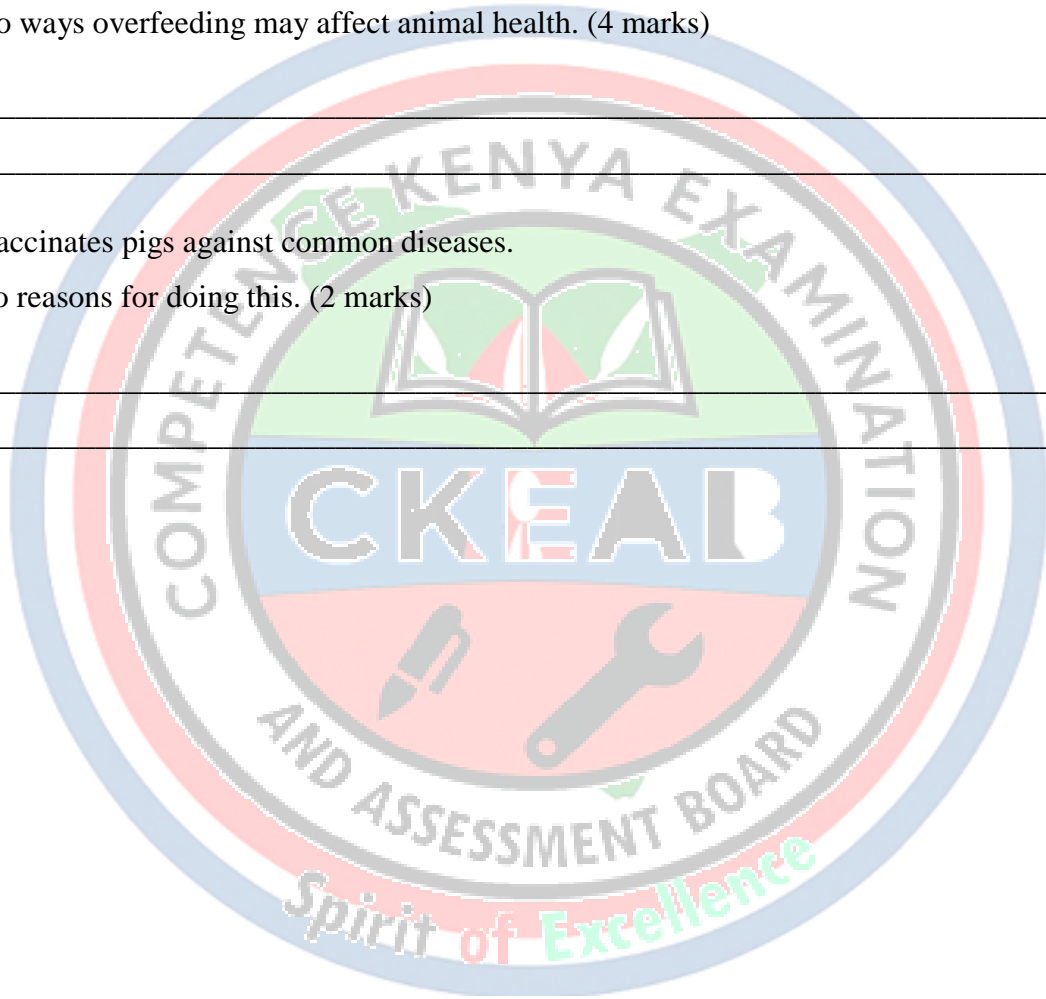 o ways overfeeding may affect animal health. (4 marks)
accinates pigs against common diseases.
o reasons for doing this. (2 marks)
COMPETENCE KENYA EXAMINATION
CKEAB
AND ASSESSMENT BOARD
Spirit of Excellence